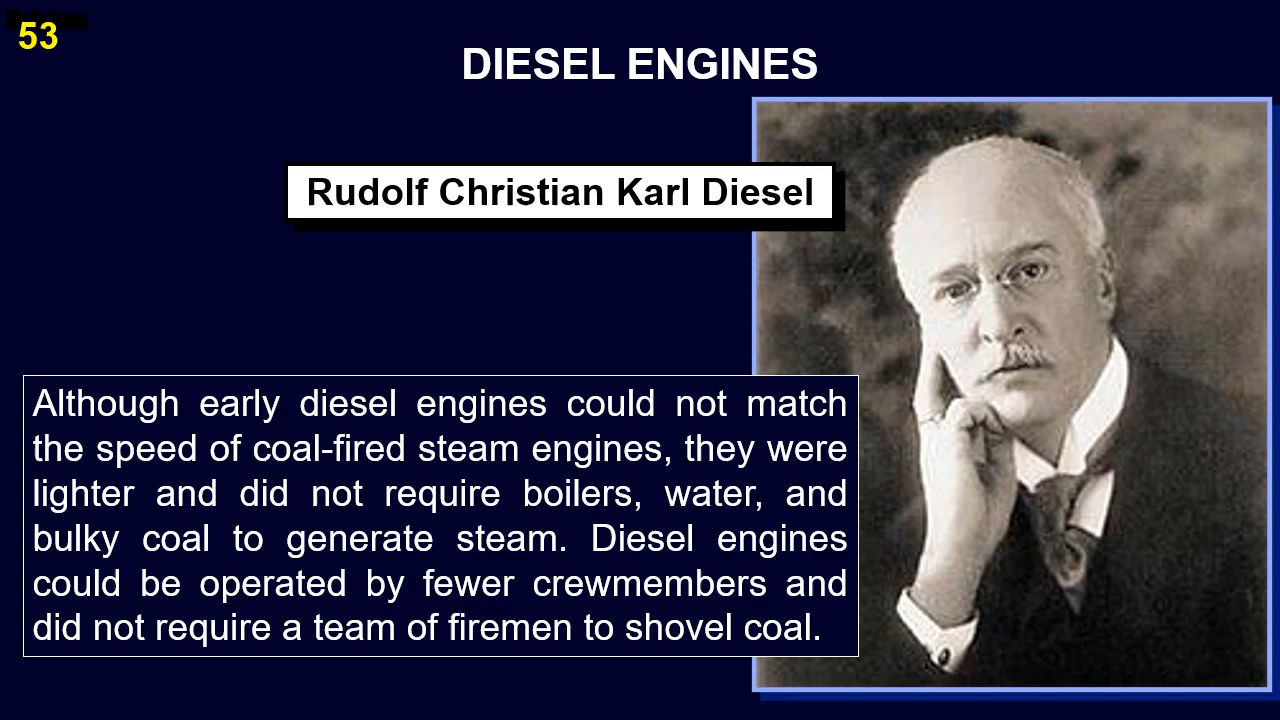 53
DIESEL ENGINES
Rudolf Christian Karl Diesel
Although early diesel engines could not match
the speed of coal-fired steam engines, they were
lighter and did not require boilers, water, and
bulky coal to generate steam. Diesel engines
could be operated by fewer crewmembers and
did not require a team of firemen to shovel coal.